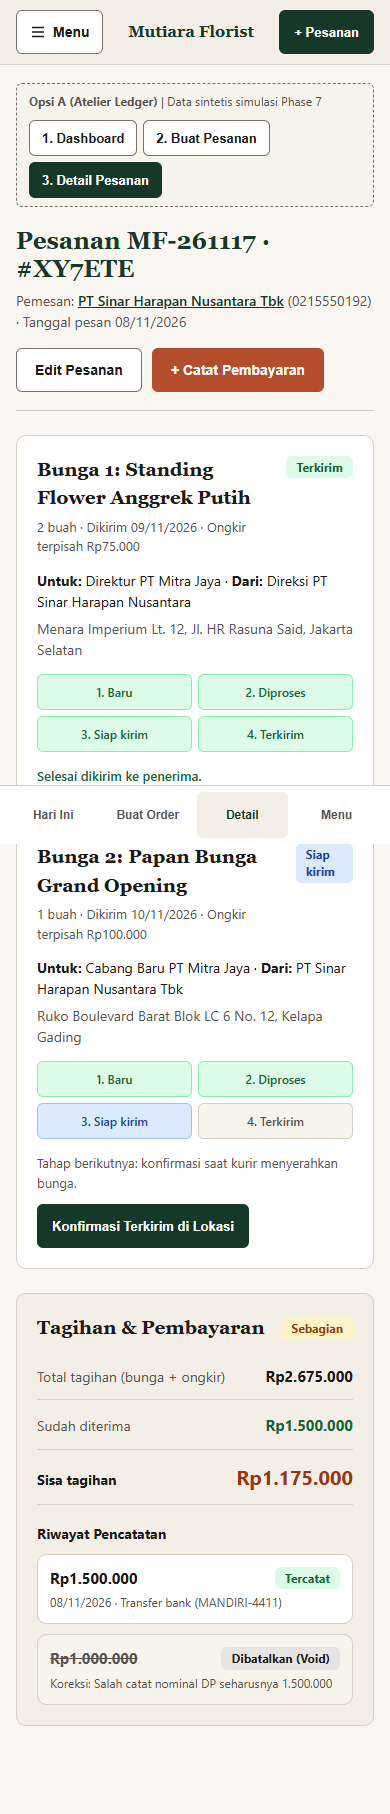 ☰ Menu
Mutiara Florist
+ Pesanan
Opsi A (Atelier Ledger) | Data sintetis simulasi Phase 7
1. Dashboard
2. Buat Pesanan
3. Detail Pesanan
Pesanan MF-261117 ·
#XY7ETE
Pemesan: PT Sinar Harapan Nusantara Tbk (0215550192)
· Tanggal pesan 08/11/2026
Edit Pesanan
+ Catat Pembayaran
Bunga 1: Standing
Flower Anggrek Putih
Terkirim
2 buah · Dikirim 09/11/2026 · Ongkir
terpisah Rp75.000
Untuk: Direktur PT Mitra Jaya · Dari: Direksi PT
Sinar Harapan Nusantara
Menara Imperium Lt. 12, Jl. HR Rasuna Said, Jakarta
Selatan
1. Baru
2. Diproses
3. Siap kirim
4. Terkirim
Selesai dikirim ke penerima.
Hari Ini
Buat Order
Detail
Menu
Bunga 2: Papan Bunga
Grand Opening
Siap
kirim
1 buah · Dikirim 10/11/2026 · Ongkir
terpisah Rp100.000
Untuk: Cabang Baru PT Mitra Jaya · Dari: PT Sinar
Harapan Nusantara Tbk
Ruko Boulevard Barat Blok LC 6 No. 12, Kelapa
Gading
1. Baru
2. Diproses
3. Siap kirim
4. Terkirim
Tahap berikutnya: konfirmasi saat kurir menyerahkan
bunga.
Konfirmasi Terkirim di Lokasi
Tagihan & Pembayaran
Sebagian
Total tagihan (bunga + ongkir)
Rp2.675.000
Sudah diterima
Rp1.500.000
Sisa tagihan
Rp1.175.000
Riwayat Pencatatan
Rp1.500.000
Tercatat
08/11/2026 · Transfer bank (MANDIRI-4411)
Rp1.000.000
Dibatalkan (Void)
Koreksi: Salah catat nominal DP seharusnya 1.500.000